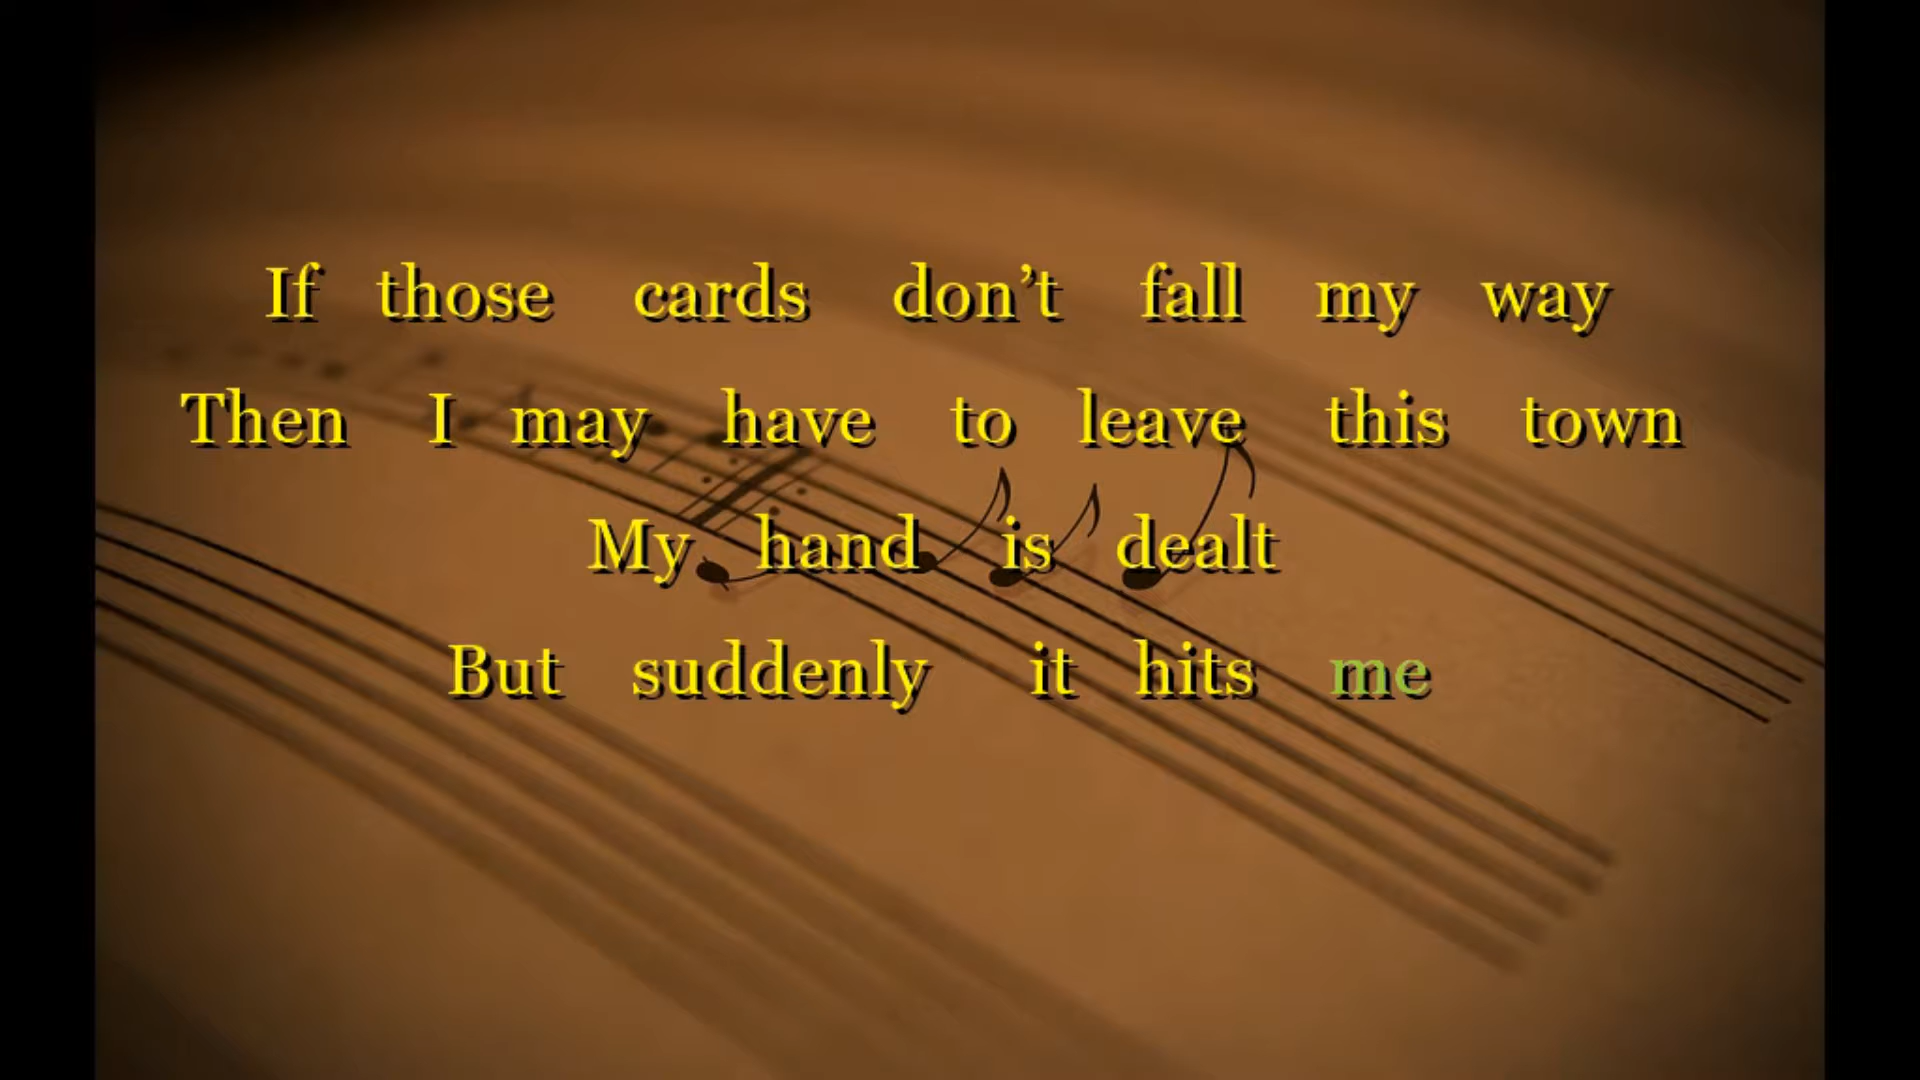 If those cards don’t fall my way
Then I may have to leave this town
My hand is dealt
But suddenly it hits me